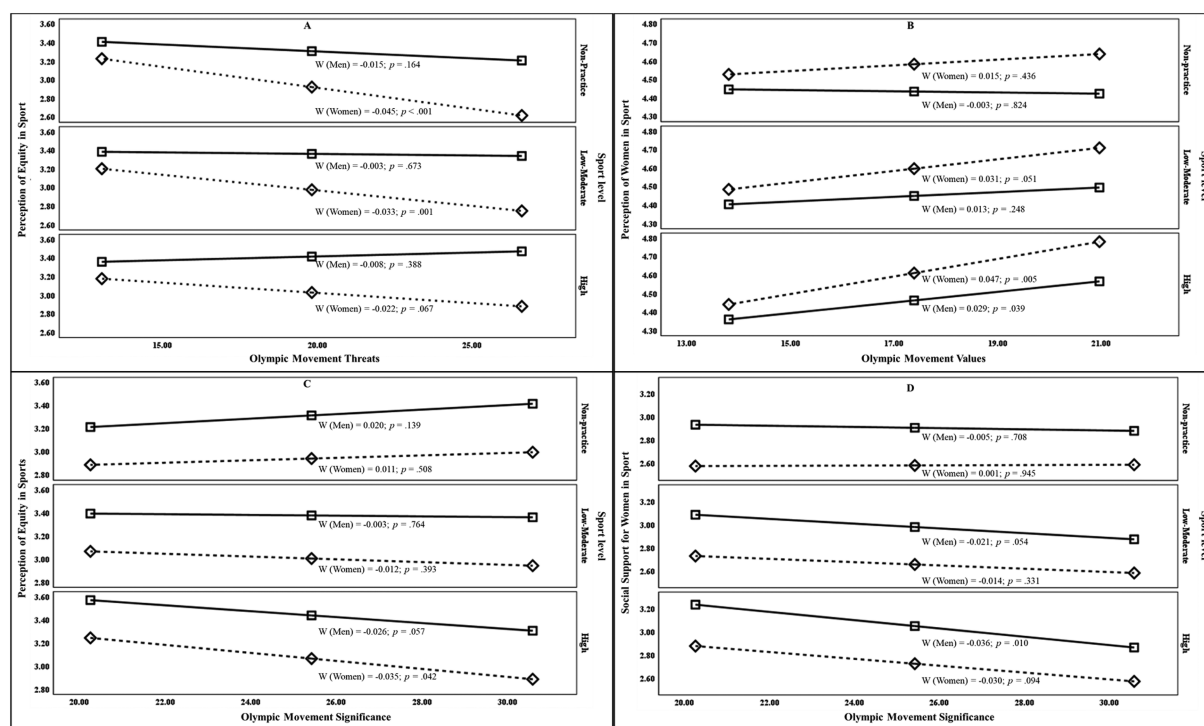 A
Perception of Equity in Sport
3.60
3.40
3.20
3.00
2.80
2.60
W (Men) = -0.015; p = .164
W (Women) = -0.045; p < .001
Non-Practice
3.60
3.40
3.20
3.00
2.80
2.60
W (Men) = -0.003; p = .673
W (Women) = -0.033; p = .001
Low-Moderate
Sport level
3.60
3.40
3.20
3.00
2.80
2.60
W (Men) = -0.008; p = .388
W (Women) = -0.022; p = .067
High
15.00 20.00 25.00
Olympic Movement Threats
B
Perception of Women in Sport
4.80
4.70
4.60
4.50
4.40
4.30
W (Women) = 0.015; p = .436
W (Men) = -0.003; p = .824
Non-practice
4.80
4.70
4.60
4.50
4.40
4.30
W (Women) = 0.031; p = .051
W (Men) = 0.013; p = .248
Low-Moderate
Sport level
4.80
4.70
4.60
4.50
4.40
4.30
W (Women) = 0.047; p = .005
W (Men) = 0.029; p = .039
High
13.00 15.00 17.00 19.00 21.00
Olympic Movement Values
C
Perception of Equity in Sports
3.60
3.40
3.20
3.00
2.80
W (Men) = 0.020; p = .139
W (Women) = 0.011; p = .508
Non-practice
3.60
3.40
3.20
3.00
2.80
W (Men) = -0.003; p = .764
W (Women) = -0.012; p = .393
Low-Moderate
Sport level
3.60
3.40
3.20
3.00
2.80
W (Men) = -0.026; p = .057
W (Women) = -0.035; p = .042
High
20.00 22.00 24.00 26.00 28.00 30.00
Olympic Movement Significance
D
Social Support for Women in Sport
3.20
3.00
2.80
2.60
W (Men) = -0.005; p = .708
W (Women) = 0.001; p = .945
Non-practice
3.20
3.00
2.80
2.60
W (Men) = -0.021; p = .054
W (Women) = -0.014; p = .331
Low-Moderate
Sport level
3.20
3.00
2.80
2.60
W (Men) = -0.036; p = .010
W (Women) = -0.030; p = .094
High
20.00 22.00 24.00 26.00 28.00 30.00
Olympic Movement Significance